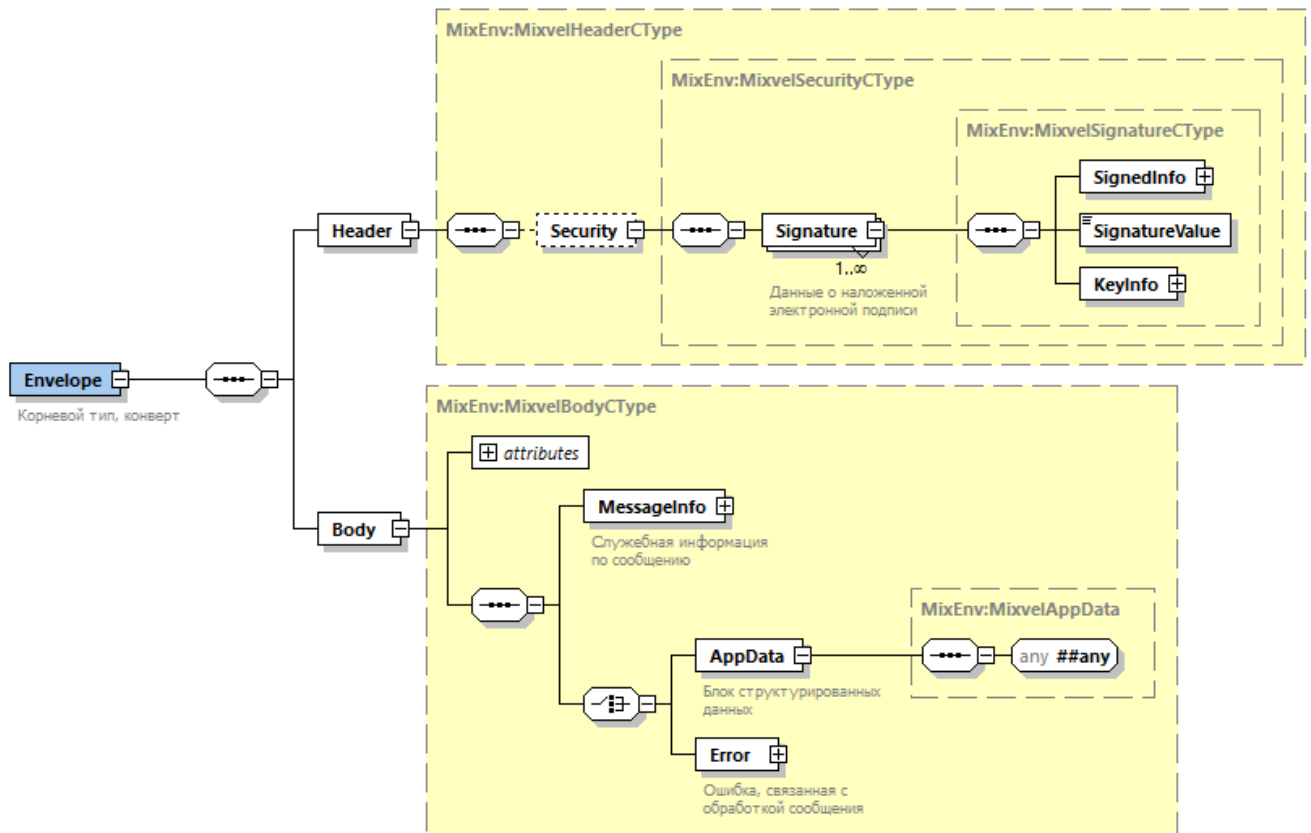 MixEnv:MixvelHeaderCType
MixEnv:MixvelSecurityCType
MixEnv:MixvelSignatureCType
SignedInfo
Header
Security
Signature
SignatureValue
1..∞
KeyInfo
Данные о наложенной
электронной подписи
Envelope
Корневой тип, конверт
MixEnv:MixvelBodyCType
attributes
MessageInfo
Body
Служебная информация
по сообщению
MixEnv:MixvelAppData
AppData
any ##any
Блок структурированных
данных
Error
Ошибка, связанная с
обработкой сообщения